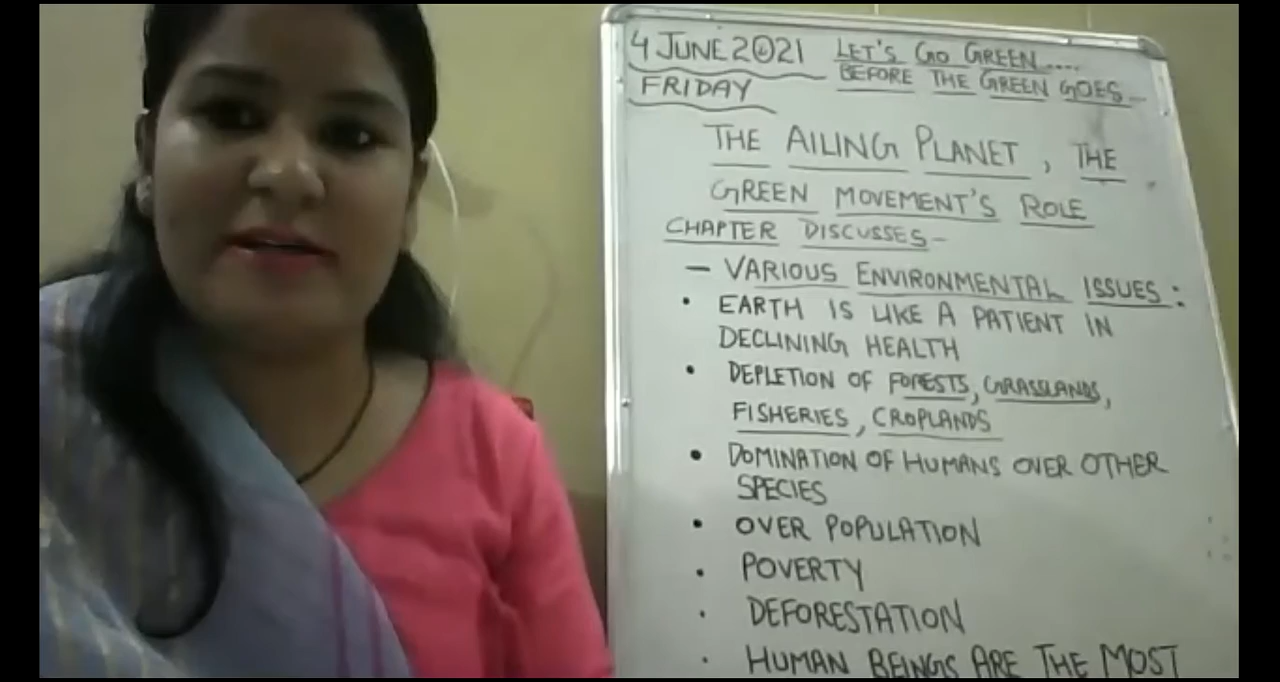 4 JUNE 2021
FRIDAY
LET'S GO GREEN....
BEFORE THE GREEN GOES...
THE AILING PLANET, THE
GREEN MOVEMENT'S ROLE
CHAPTER DISCUSSES-
- VARIOUS ENVIRONMENTAL ISSUES:
• EARTH IS LIKE A PATIENT IN
DECLINING HEALTH
• DEPLETION OF FORESTS, GRASSLANDS,
FISHERIES, CROPLANDS
• DOMINATION OF HUMANS OVER OTHER
SPECIES
• OVER POPULATION
• POVERTY
• DEFORESTATION
• HUMAN BEINGS ARE THE MOST